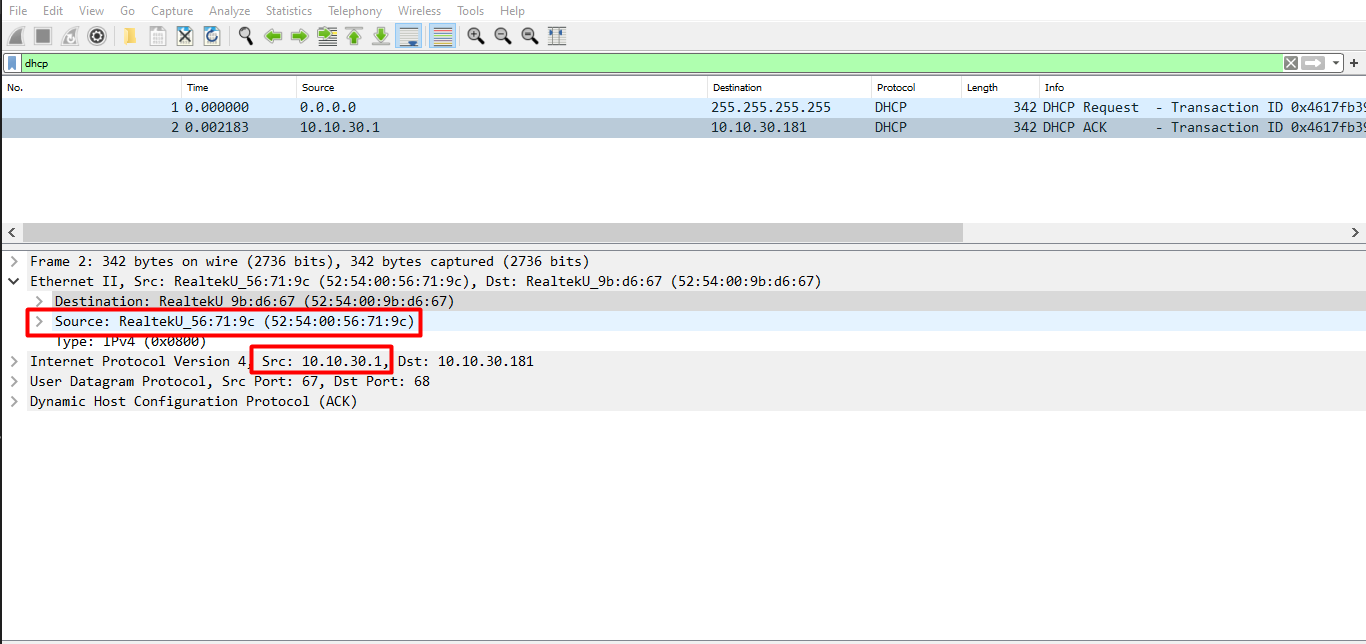 File Edit View Go Capture Analyze Statistics Telephony Wireless Tools Help
dhcp
No. Time Source Destination Protocol Length Info
1 0.000000 0.0.0.0 255.255.255.255 DHCP 342 DHCP Request - Transaction ID 0x4617fb39
2 0.002183 10.10.30.1 10.10.30.181 DHCP 342 DHCP ACK - Transaction ID 0x4617fb39
Frame 2: 342 bytes on wire (2736 bits), 342 bytes captured (2736 bits)
Ethernet II, Src: RealtekU_56:71:9c (52:54:00:56:71:9c), Dst: RealtekU_9b:d6:67 (52:54:00:9b:d6:67)
Destination: RealtekU_9b:d6:67 (52:54:00:9b:d6:67)
Source: RealtekU_56:71:9c (52:54:00:56:71:9c)
Type: IPv4 (0x0800)
Internet Protocol Version 4, Src: 10.10.30.1, Dst: 10.10.30.181
User Datagram Protocol, Src Port: 67, Dst Port: 68
Dynamic Host Configuration Protocol (ACK)